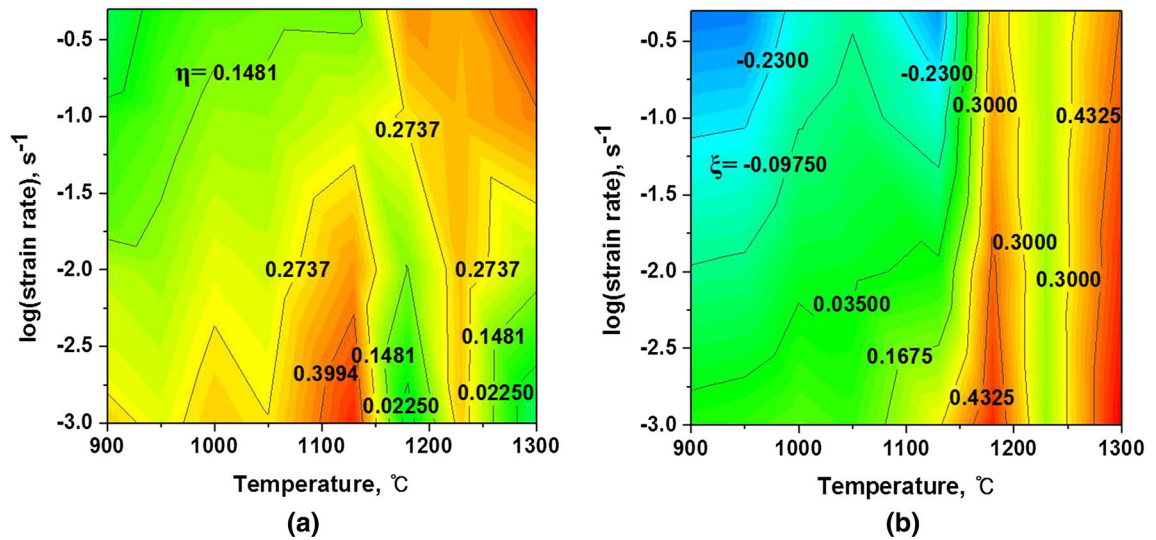 -0.5
-1.0
-1.5
-2.0
-2.5
-3.0
log(strain rate), s-1
η= 0.1481
0.2737
0.2737
0.2737
0.1481
0.1481
0.3994
0.02250
0.02250
900 1000 1100 1200 1300
Temperature, ℃
(a)
-0.5
-1.0
-1.5
-2.0
-2.5
-3.0
log(strain rate), s-1
-0.2300
-0.2300
0.3000
0.4325
ξ= -0.09750
0.3000
0.3000
0.03500
0.1675
0.4325
900 1000 1100 1200 1300
Temperature, ℃
(b)